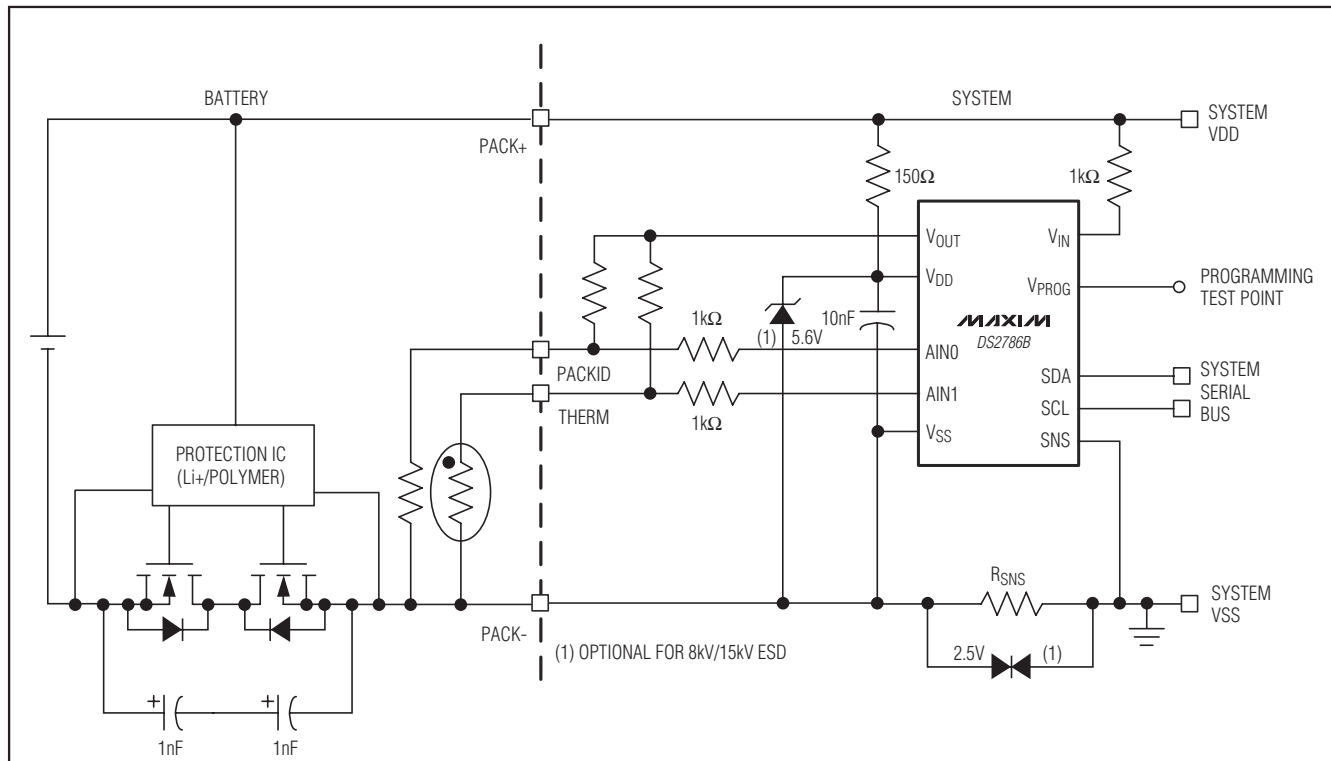 BATTERY
SYSTEM
SYSTEM
VDD
PACK+
150Ω
1kΩ
VOUT
VIN
VDD
VPROG
PROGRAMMING
TEST POINT
MAXIM
DS2786B
1kΩ
(1)
5.6V
10nF
AIN0
PACKID
SDA
SYSTEM
SERIAL
BUS
AIN1
THERM
1kΩ
SCL
VSS
SNS
PROTECTION IC
(Li+/POLYMER)
RSNS
SYSTEM
VSS
PACK-
(1) OPTIONAL FOR 8kV/15kV ESD
2.5V
(1)
+
+
1nF
1nF